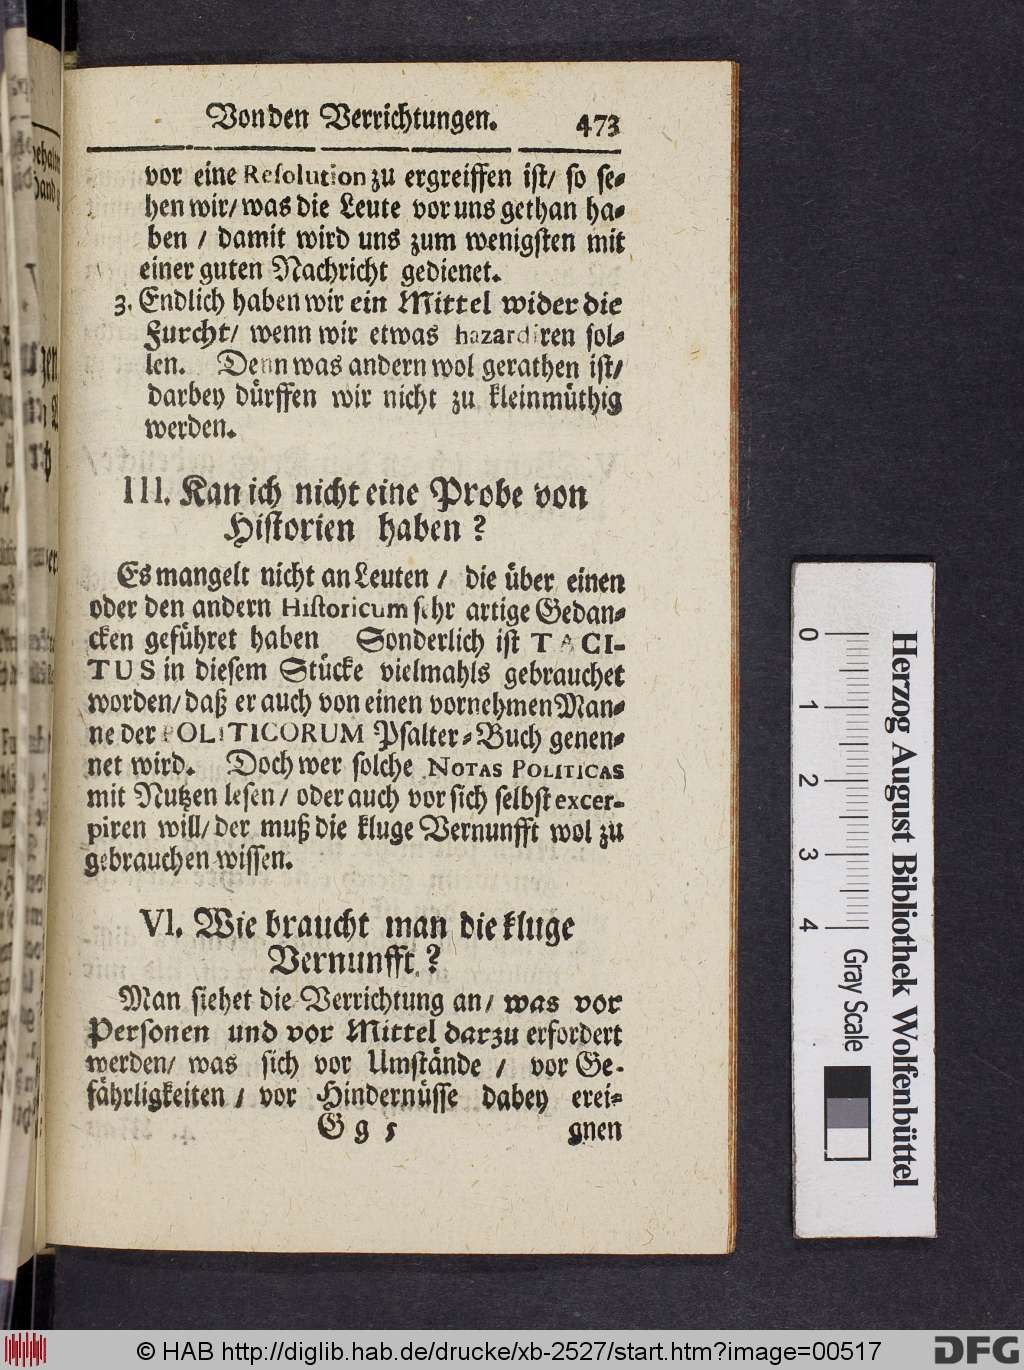 Von den Verrichtungen. 473
vor eine Resolution zu ergreiffen ist/ so se-
hen wir/ was die Leute vor uns gethan ha-
ben / damit wird uns zum wenigsten mit
einer guten Nachricht gedienet.
3. Endlich haben wir ein Mittel wider die
Furcht/ wenn wir etwas hazardiren sol-
len. Denn was andern wol gerathen ist/
darbey dürffen wir nicht zu kleinmüthig
werden.
III. Kan ich nicht eine Probe von
Historien haben?
Es mangelt nicht an Leuten / die über einen
oder den andern Historicum sehr artige Gedan-
cken geführet haben Sonderlich ist TACI-
TUS in diesem Stücke vielmahls gebrauchet
worden/ daß er auch von einen vornehmen Man-
ne der POLITICORUM Psalter-Buch genen-
net wird. Doch wer solche NOTAS POLITICAS
mit Nutzen lesen / oder auch vor sich selbst excer-
piren will/ der muß die kluge Vernunfft wol zu
gebrauchen wissen.
VI. Wie braucht man die kluge
Vernunfft?
Man siehet die Verrichtung an/ was vor
Personen und vor Mittel darzu erfordert
werden/ was sich vor Umstände / vor Ge-
fährligkeiten / vor Hindernüsse dabey erei-
G g 5 gnen
0 1 2 3 4
Herzog August Bibliothek Wolfenbüttel
Gray Scale
© HAB http://diglib.hab.de/drucke/xb-2527/start.htm?image=00517
DFG